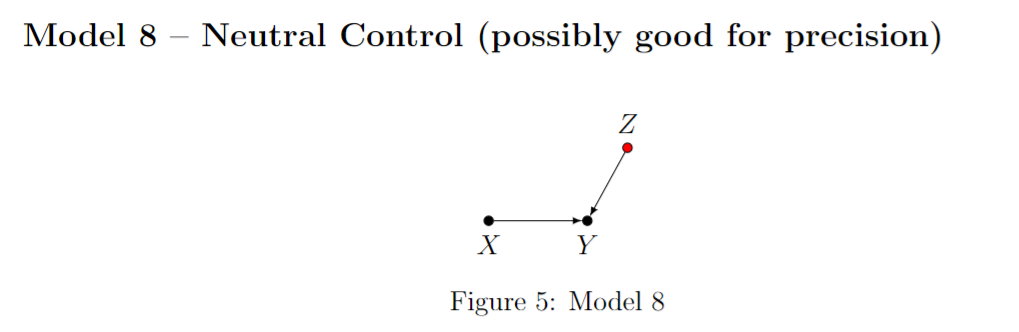 Model 8 – Neutral Control (possibly good for precision)
Z
X Y
Figure 5: Model 8